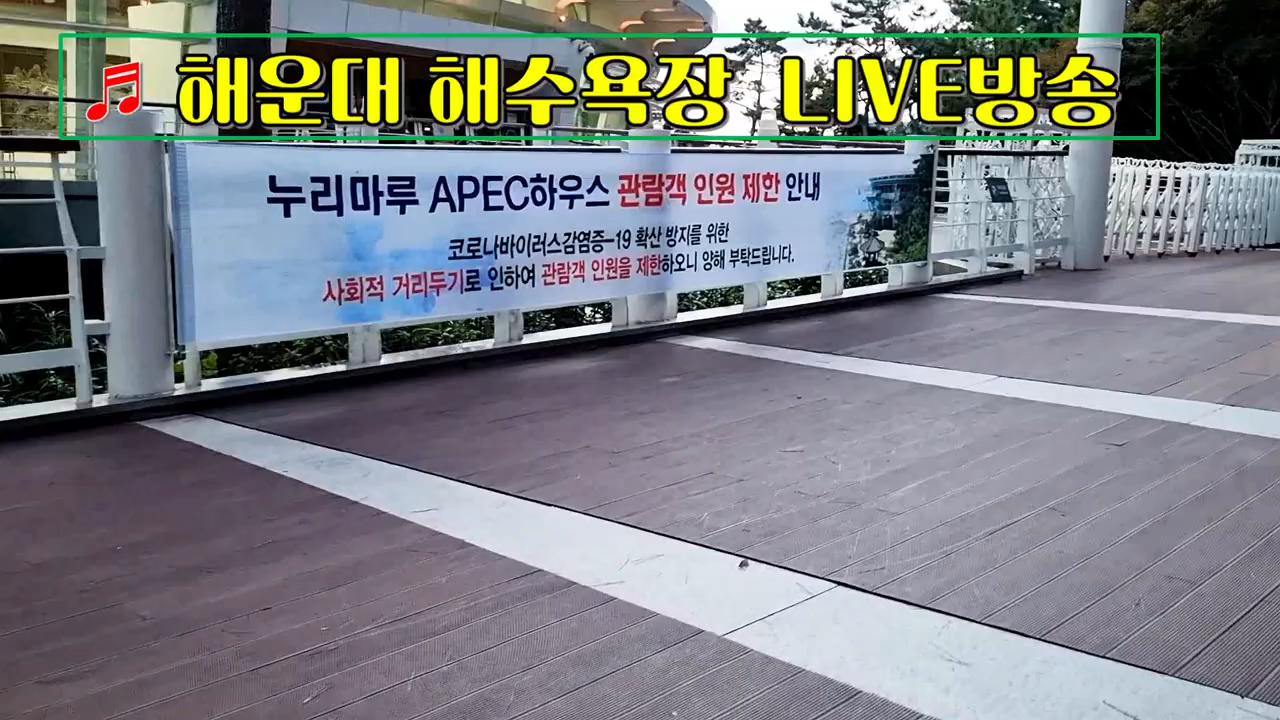 해운대 해수욕장 LIVE방송
누리마루 APEC하우스 관람객 인원 제한 안내
코로나바이러스감염증-19 확산 방지를 위한
사회적 거리두기로 인하여 관람객 인원을 제한하오니 양해 부탁드립니다.